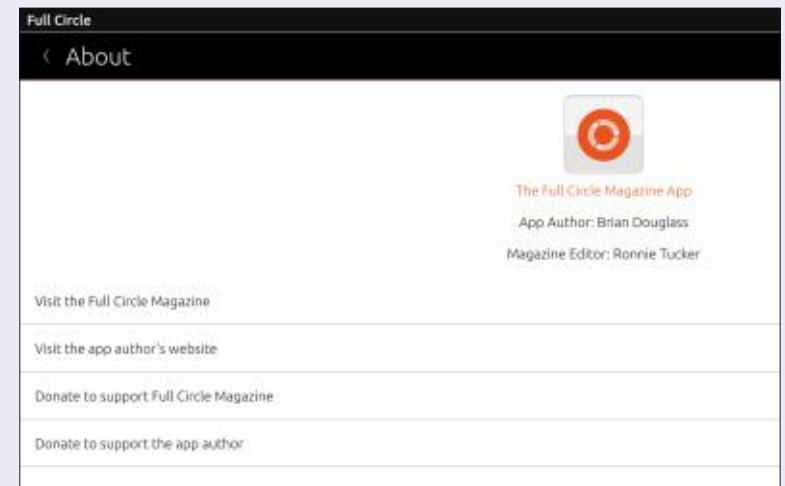 Full Circle
About
The Full Circle Magazine App
App Author: Brian Douglass
Magazine Editor: Ronnie Tucker
Visit the Full Circle Magazine
Visit the app author's website
Donate to support Full Circle Magazine
Donate to support the app author